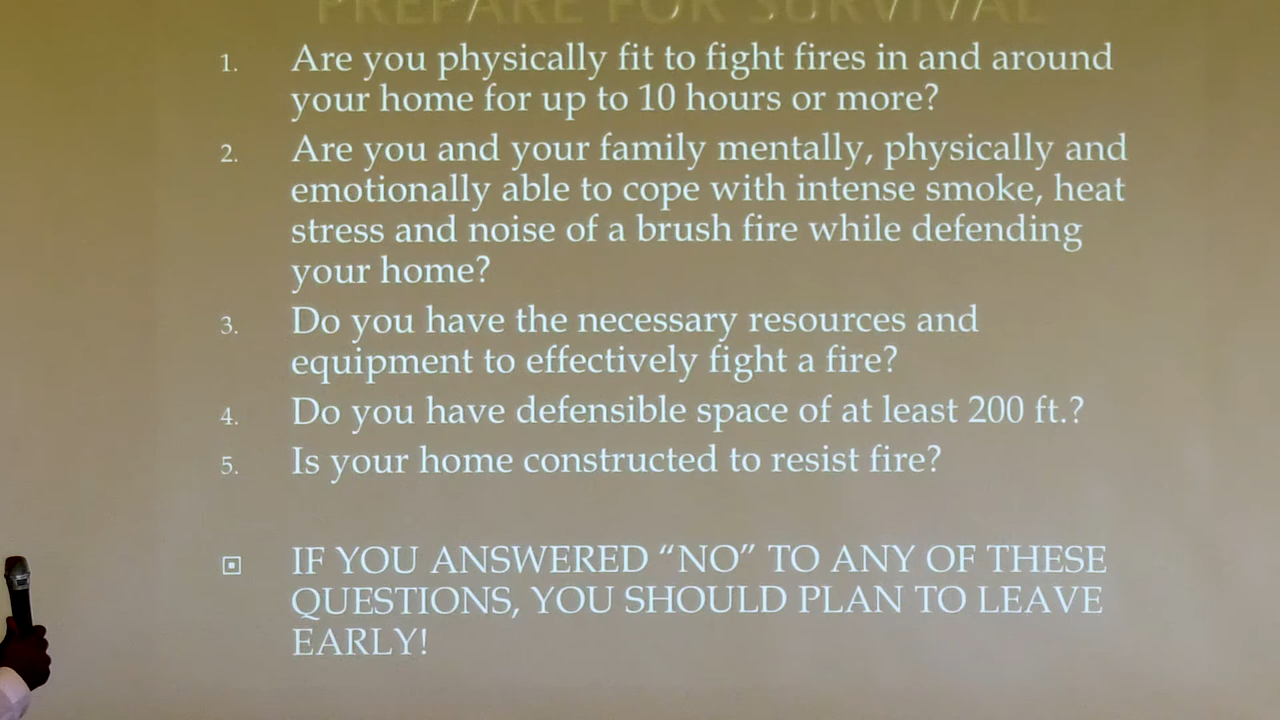 PREPARE FOR SURVIVAL
1. Are you physically fit to fight fires in and around
your home for up to 10 hours or more?
2. Are you and your family mentally, physically and
emotionally able to cope with intense smoke, heat
stress and noise of a brush fire while defending
your home?
3. Do you have the necessary resources and
equipment to effectively fight a fire?
4. Do you have defensible space of at least 200 ft.?
5. Is your home constructed to resist fire?
IF YOU ANSWERED “NO” TO ANY OF THESE
QUESTIONS, YOU SHOULD PLAN TO LEAVE
EARLY!